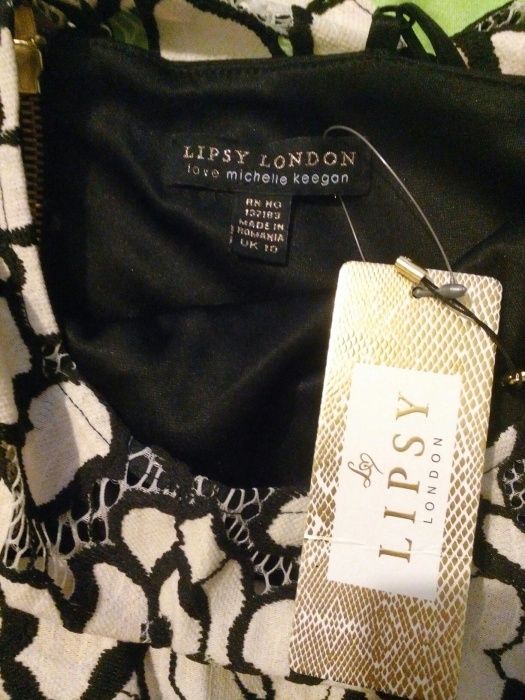 LIPSY LONDON
love michelle keegan
RN NO
137183
MADE IN
ROMANIA
UK 10
LIPSY
LONDON